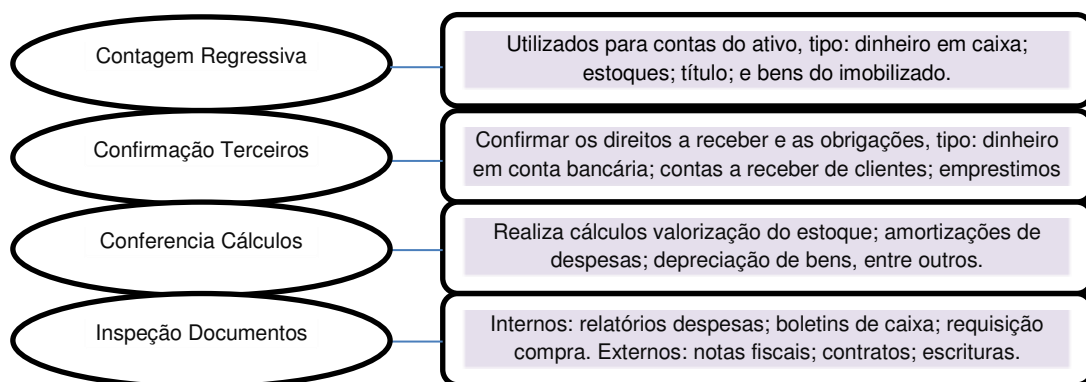 Contagem Regressiva
Utilizados para contas do ativo, tipo: dinheiro em caixa;
estoques; título; e bens do imobilizado.
Confirmação Terceiros
Confirmar os direitos a receber e as obrigações, tipo: dinheiro
em conta bancária; contas a receber de clientes; emprestimos
Conferencia Cálculos
Realiza cálculos valorização do estoque; amortizações de
despesas; depreciação de bens, entre outros.
Inspeção Documentos
Internos: relatórios despesas; boletins de caixa; requisição
compra. Externos: notas fiscais; contratos; escrituras.